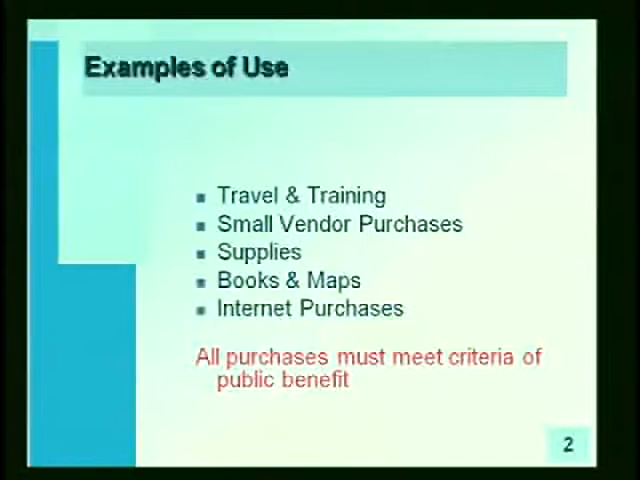 Examples of Use
Travel & Training
Small Vendor Purchases
Supplies
Books & Maps
Internet Purchases
All purchases must meet criteria of
public benefit
2